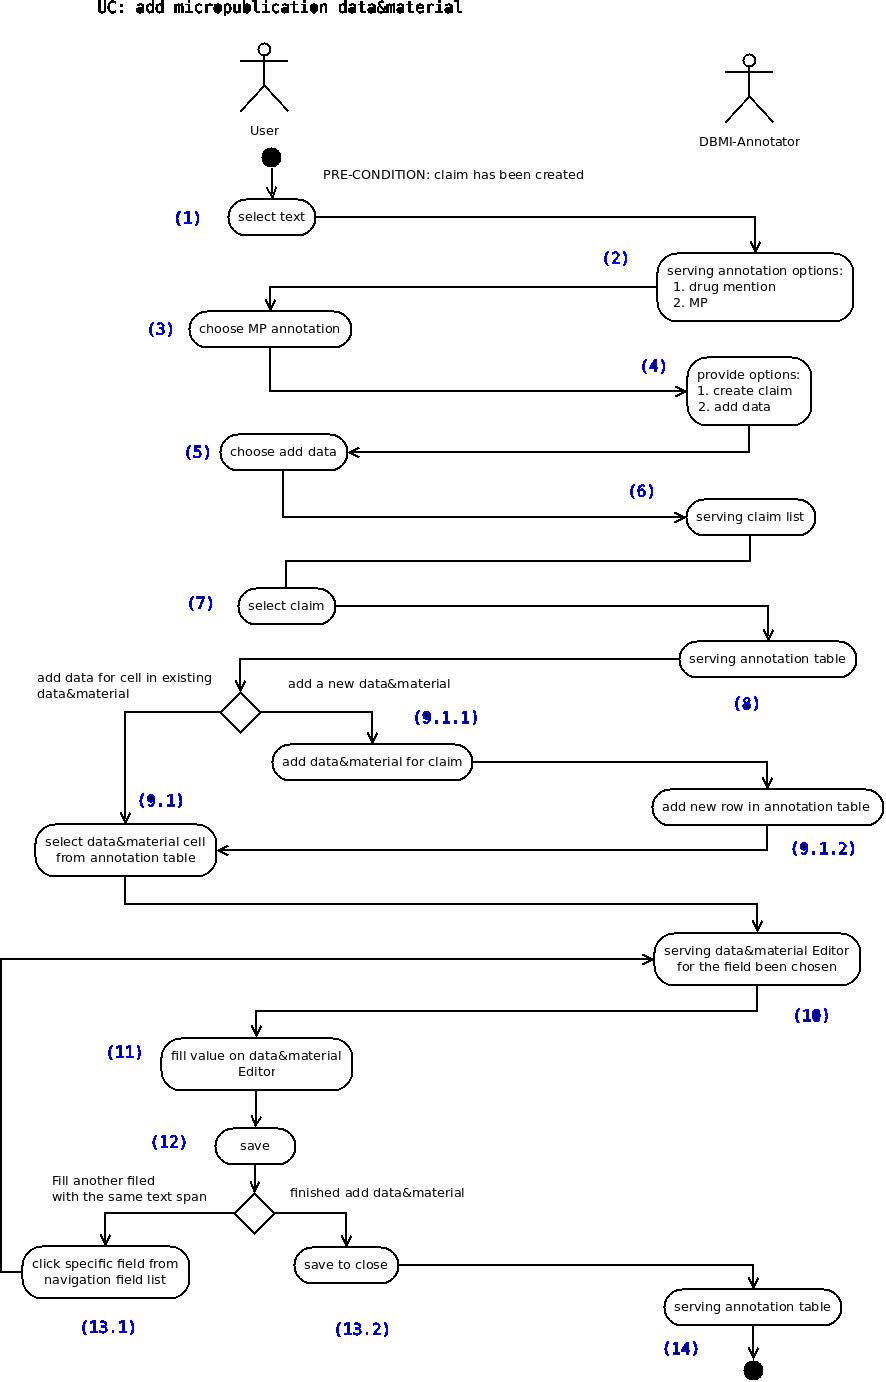 UC: add micropublication data&material
User
DBMI-Annotator
PRE-CONDITION: claim has been created
(1)
select text
(2)
serving annotation options:
1. drug mention
2. MP
(3)
choose MP annotation
(4)
provide options:
1. create claim
2. add data
(5)
choose add data
(6)
serving claim list
(7)
select claim
serving annotation table
(8)
add data for cell in existing
data&material
add a new data&material
(9.1.1)
add data&material for claim
(9.1)
add new row in annotation table
(9.1.2)
select data&material cell
from annotation table
serving data&material Editor
for the field been chosen
(10)
(11)
fill value on data&material
Editor
(12)
save
Fill another filed
with the same text span
finished add data&material
click specific field from
navigation field list
save to close
(13.1)
(13.2)
serving annotation table
(14)